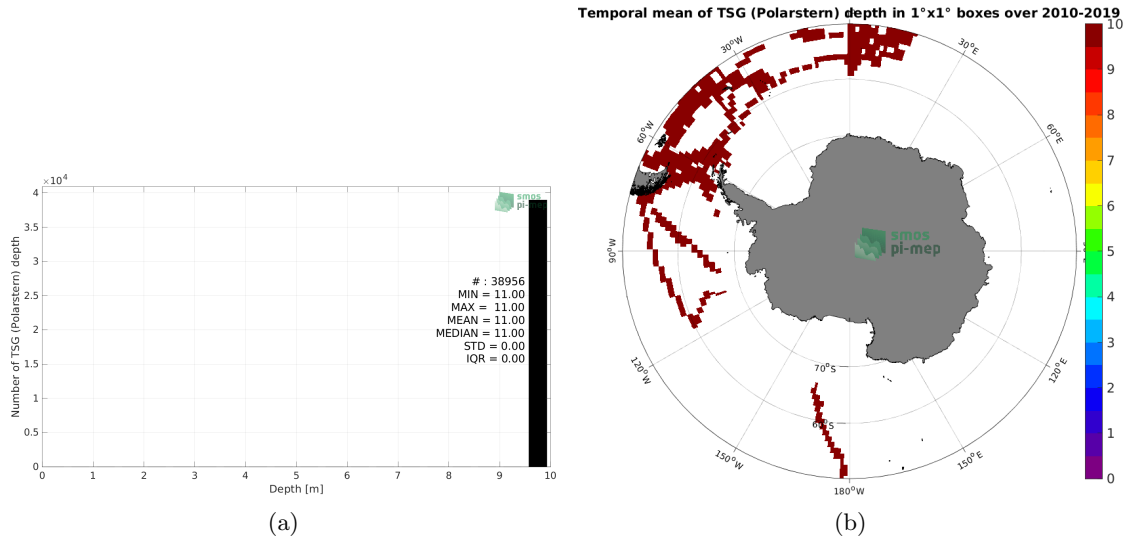 ×10⁴
4
3.5
3
2.5
2
1.5
1
0.5
0
Number of TSG (Polarstern) depth
0 1 2 3 4 5 6 7 8 9 10
Depth [m]
smos
pi-mep
# : 38956
MIN = 11.00
MAX = 11.00
MEAN = 11.00
MEDIAN = 11.00
STD = 0.00
IQR = 0.00
(a)
Temporal mean of TSG (Polarstern) depth in 1°x1° boxes over 2010-2019
30°W
30°E
60°W
60°E
90°W
120°W
120°E
150°W
150°E
180°W
70°S
60°S
smos
pi-mep
10
9
8
7
6
5
4
3
2
1
0
(b)